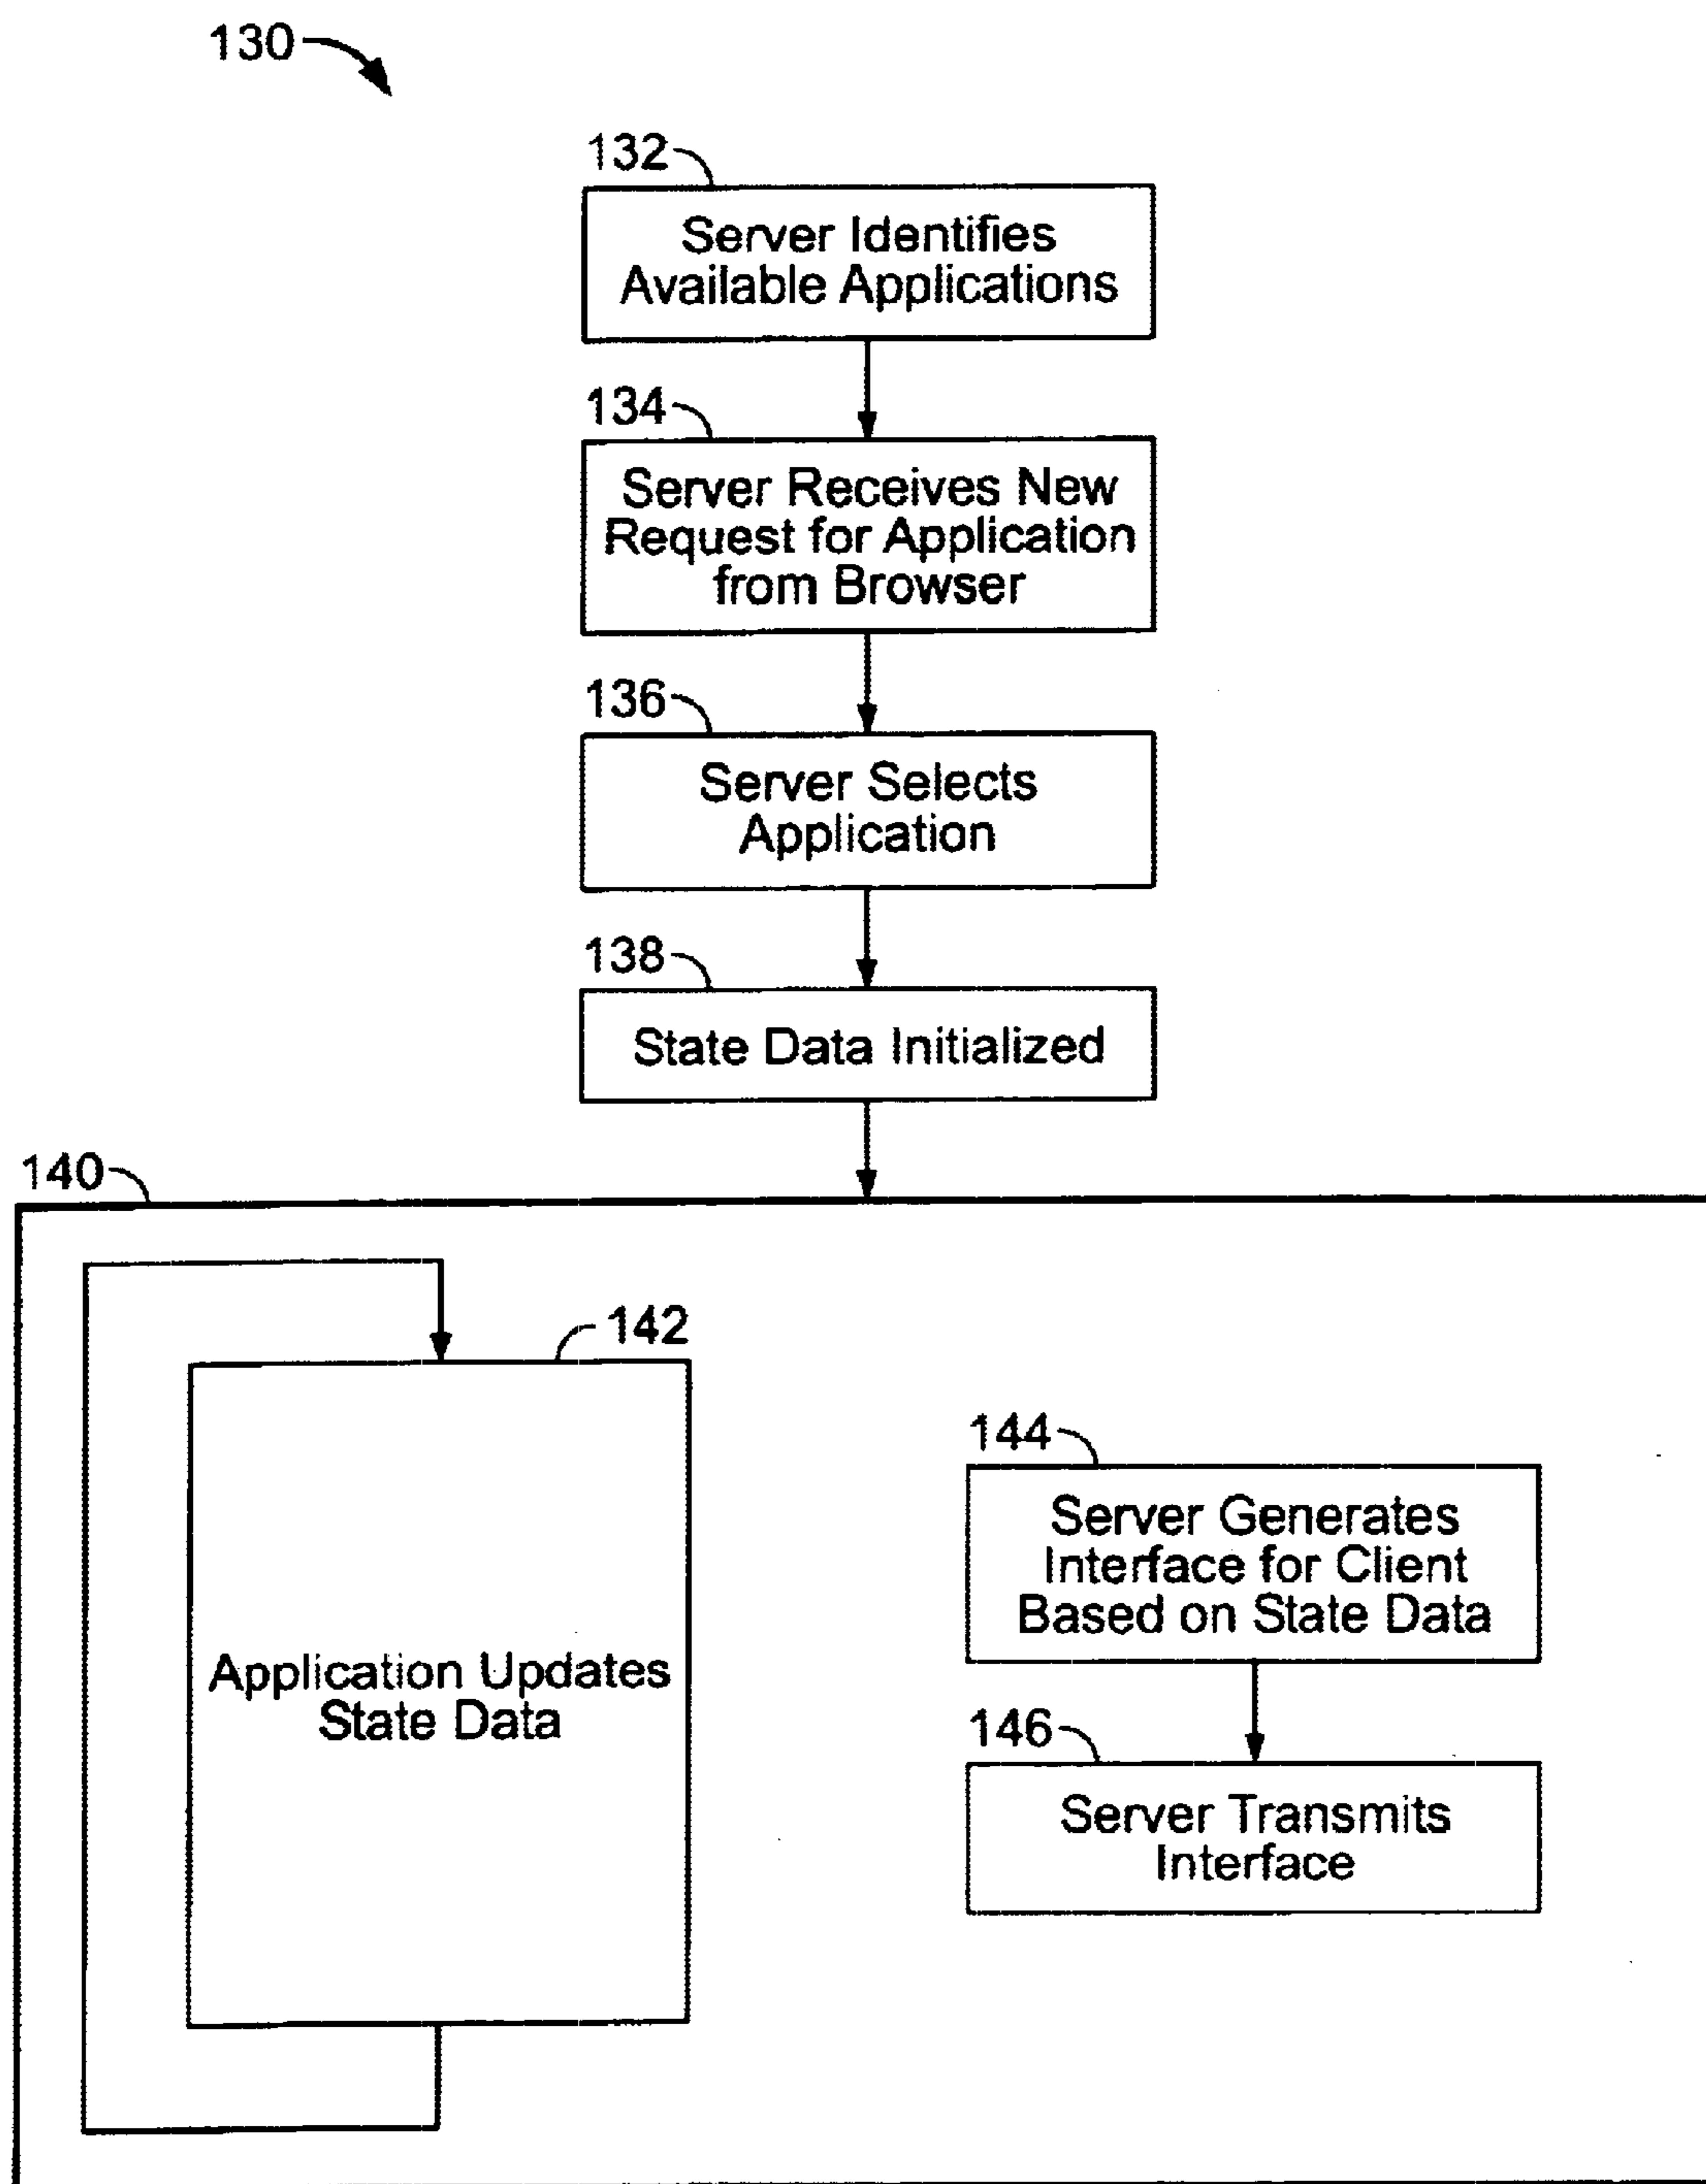 130
132
Server Identifies
Available Applications
134
Server Receives New
Request for Application
from Browser
136
Server Selects
Application
138
State Data Initialized
140
142
Application Updates
State Data
144
Server Generates
Interface for Client
Based on State Data
146
Server Transmits
Interface